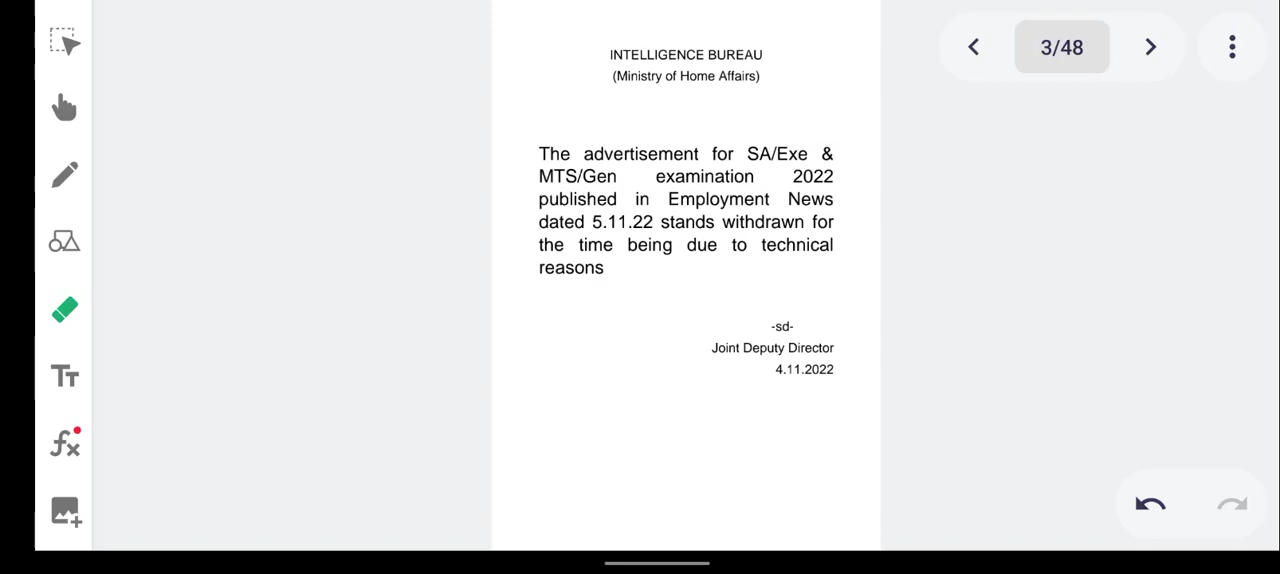 3/48
INTELLIGENCE BUREAU
(Ministry of Home Affairs)
The advertisement for SA/Exe &
MTS/Gen examination 2022
published in Employment News
dated 5.11.22 stands withdrawn for
the time being due to technical
reasons
-sd-
Joint Deputy Director
4.11.2022
TT
fx